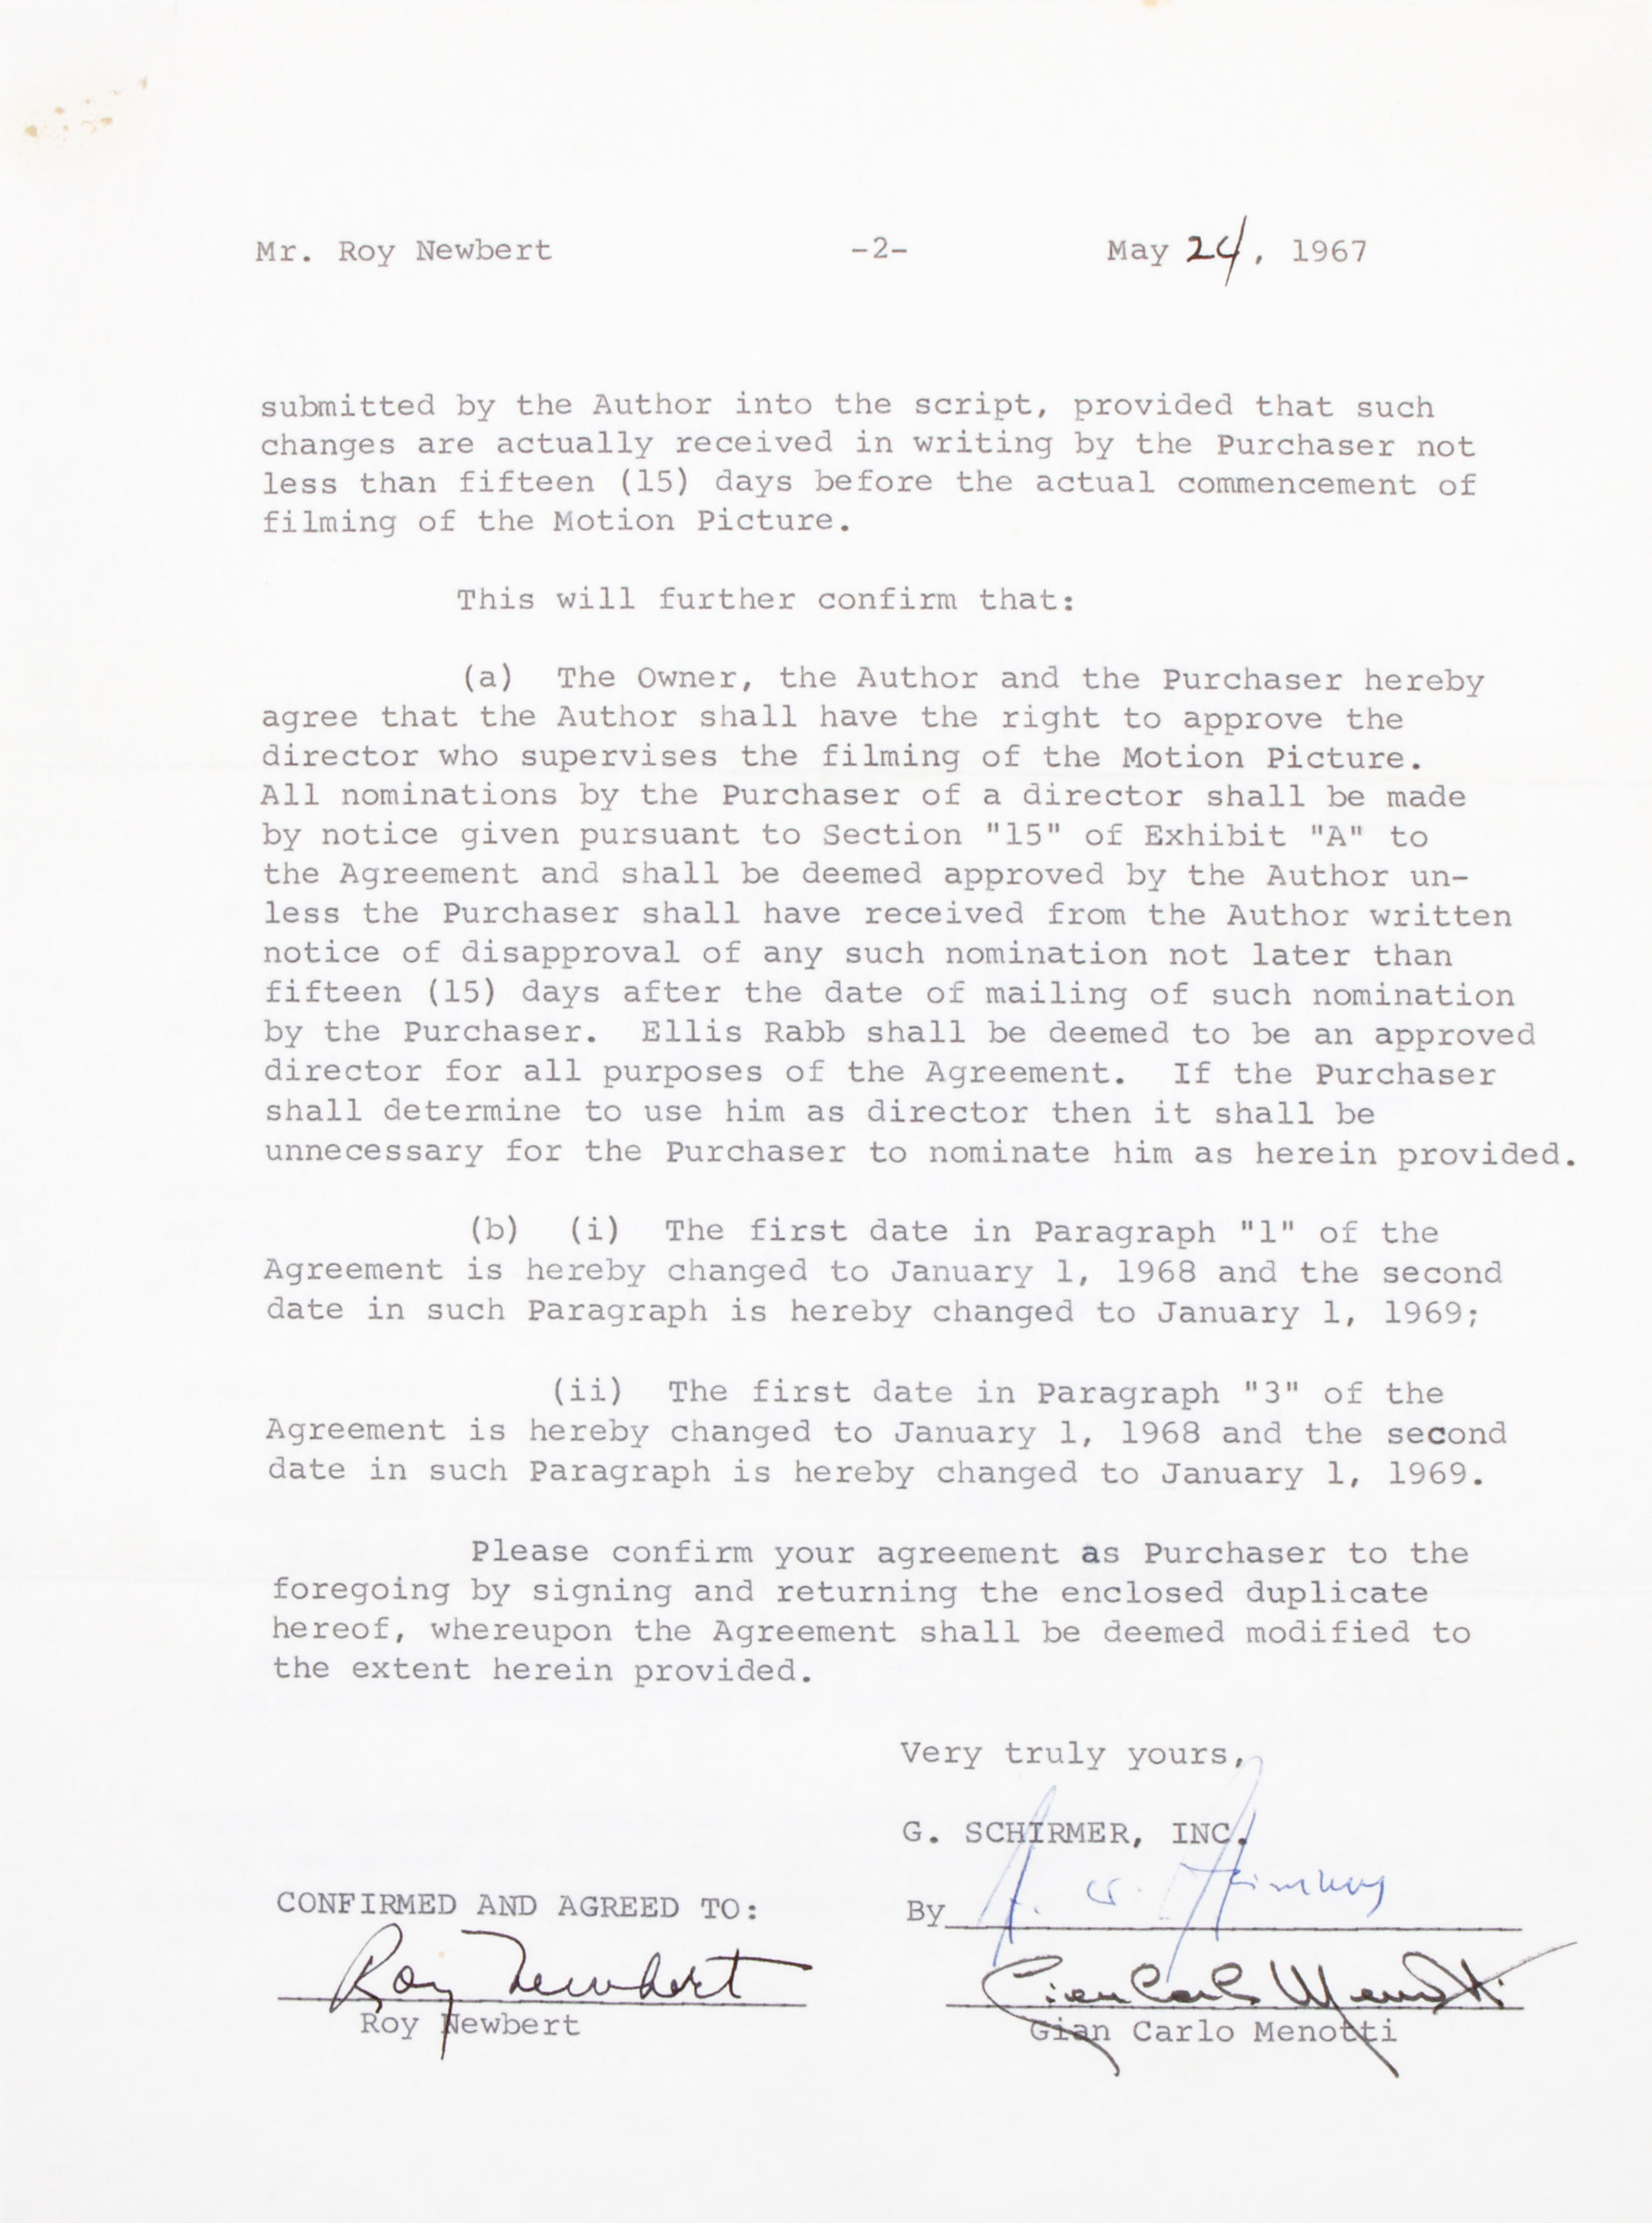 Mr. Roy Newbert -2- May 24, 1967
submitted by the Author into the script, provided that such
changes are actually received in writing by the Purchaser not
less than fifteen (15) days before the actual commencement of
filming of the Motion Picture.
This will further confirm that:
(a) The Owner, the Author and the Purchaser hereby
agree that the Author shall have the right to approve the
director who supervises the filming of the Motion Picture.
All nominations by the Purchaser of a director shall be made
by notice given pursuant to Section "15" of Exhibit "A" to
the Agreement and shall be deemed approved by the Author un-
less the Purchaser shall have received from the Author written
notice of disapproval of any such nomination not later than
fifteen (15) days after the date of mailing of such nomination
by the Purchaser. Ellis Rabb shall be deemed to be an approved
director for all purposes of the Agreement. If the Purchaser
shall determine to use him as director then it shall be
unnecessary for the Purchaser to nominate him as herein provided.
(b) (i) The first date in Paragraph "1" of the
Agreement is hereby changed to January 1, 1968 and the second
date in such Paragraph is hereby changed to January 1, 1969;
(ii) The first date in Paragraph "3" of the
Agreement is hereby changed to January 1, 1968 and the second
date in such Paragraph is hereby changed to January 1, 1969.
Please confirm your agreement as Purchaser to the
foregoing by signing and returning the enclosed duplicate
hereof, whereupon the Agreement shall be deemed modified to
the extent herein provided.
Very truly yours,
G. SCHIRMER, INC.
By
CONFIRMED AND AGREED TO:
Roy Newbert
Roy Newbert
Gian Carlo Menotti
Gian Carlo Menotti